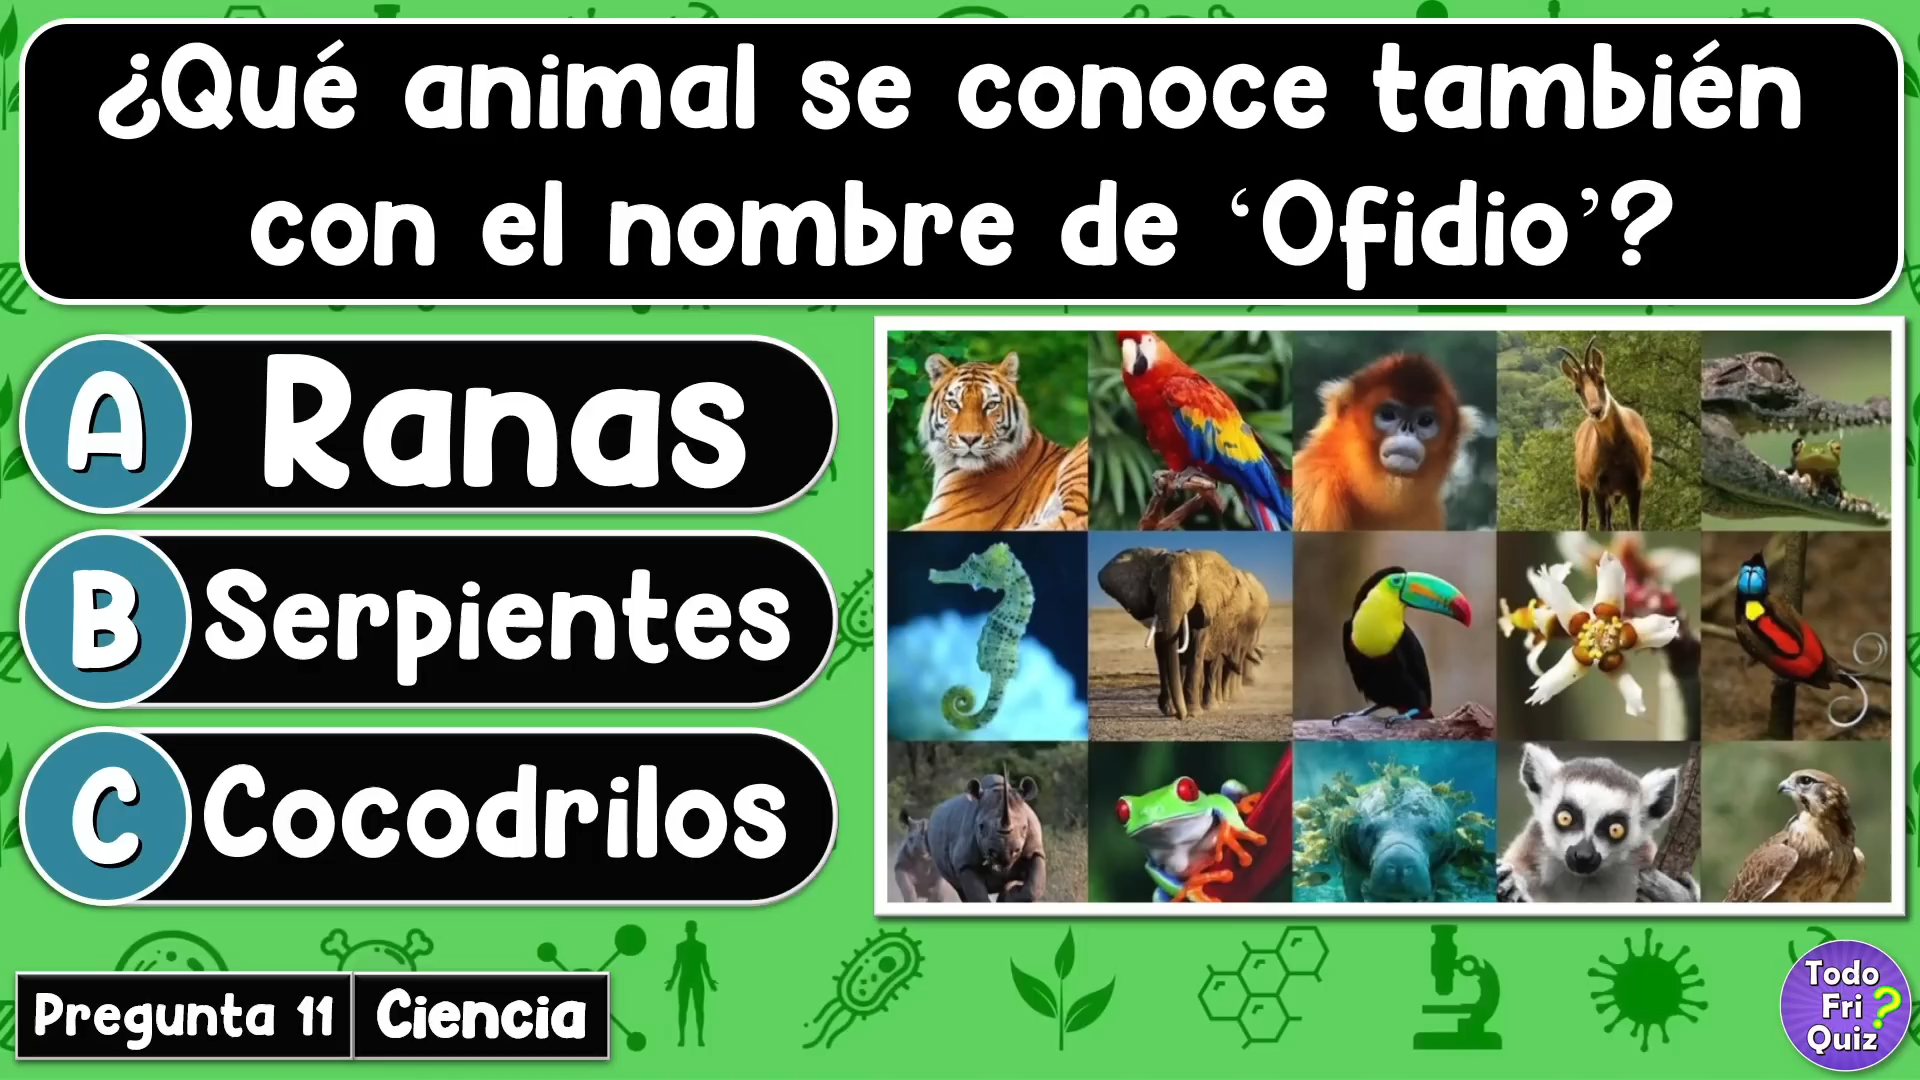 ¿Qué animal se conoce también
con el nombre de ‘Ofidio’?
A Ranas
B Serpientes
C Cocodrilos
Pregunta 11 Ciencia
Todo
Fri
Quiz ?